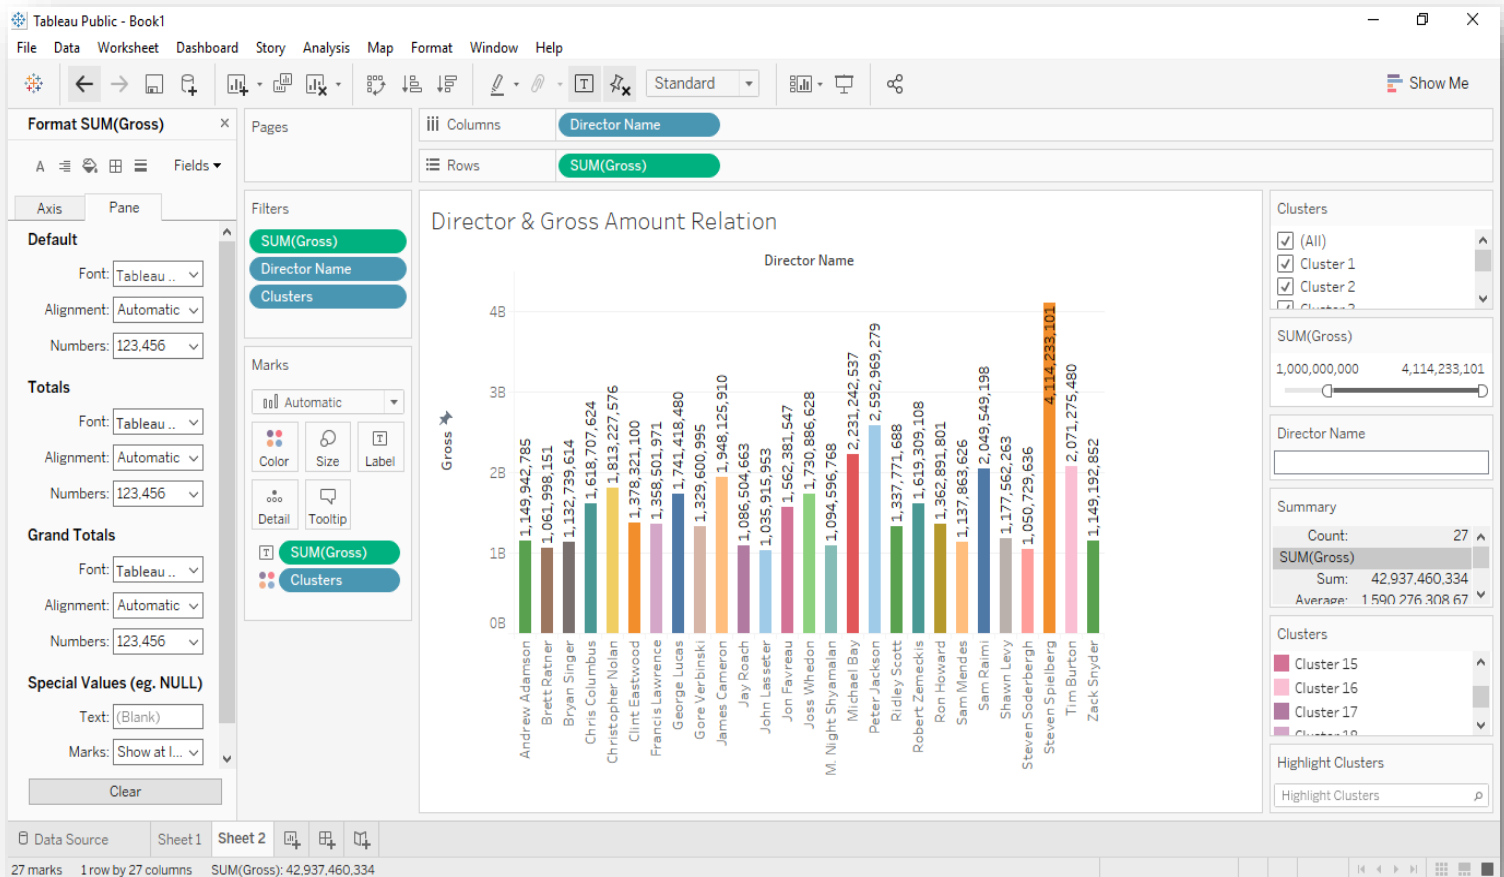 Tableau Public - Book1
File Data Worksheet Dashboard Story Analysis Map Format Window Help
Standard
Show Me
Format SUM(Gross)
Fields
Axis Pane
Default
Font: Tableau ..
Alignment: Automatic
Numbers: 123,456
Totals
Font: Tableau ..
Alignment: Automatic
Numbers: 123,456
Grand Totals
Font: Tableau ..
Alignment: Automatic
Numbers: 123,456
Special Values (eg. NULL)
Text: (Blank)
Marks: Show at l...
Clear
Pages
Filters
SUM(Gross)
Director Name
Clusters
Marks
Automatic
Color Size Label
Detail Tooltip
SUM(Gross)
Clusters
Columns Director Name
Rows SUM(Gross)
Director & Gross Amount Relation
Director Name
Gross
4B
3B
2B
1B
0B
1,149,942,785
1,061,998,151
1,132,739,614
1,618,707,624
1,813,227,576
1,378,321,100
1,358,501,971
1,741,418,480
1,329,600,995
1,948,125,910
1,086,504,663
1,035,915,953
1,562,381,547
1,730,886,628
1,094,596,768
2,231,242,537
2,592,969,279
1,337,771,688
1,619,309,108
1,362,891,801
1,137,863,626
2,049,549,198
1,177,562,263
1,050,729,636
4,114,233,101
2,071,275,480
1,149,192,852
Andrew Adamson
Brett Ratner
Bryan Singer
Chris Columbus
Christopher Nolan
Clint Eastwood
Francis Lawrence
George Lucas
Gore Verbinski
James Cameron
Jay Roach
John Lasseter
Jon Favreau
Joss Whedon
M. Night Shyamalan
Michael Bay
Peter Jackson
Ridley Scott
Robert Zemeckis
Ron Howard
Sam Mendes
Sam Raimi
Shawn Levy
Steven Soderbergh
Steven Spielberg
Tim Burton
Zack Snyder
Clusters
(All)
Cluster 1
Cluster 2
Cluster 3
SUM(Gross)
1,000,000,000 4,114,233,101
Director Name
Summary
Count: 27
SUM(Gross)
Sum: 42,937,460,334
Average: 1,590,276,308.67
Clusters
Cluster 15
Cluster 16
Cluster 17
Cluster 18
Highlight Clusters
Highlight Clusters
Data Source Sheet 1 Sheet 2
27 marks 1 row by 27 columns SUM(Gross): 42,937,460,334